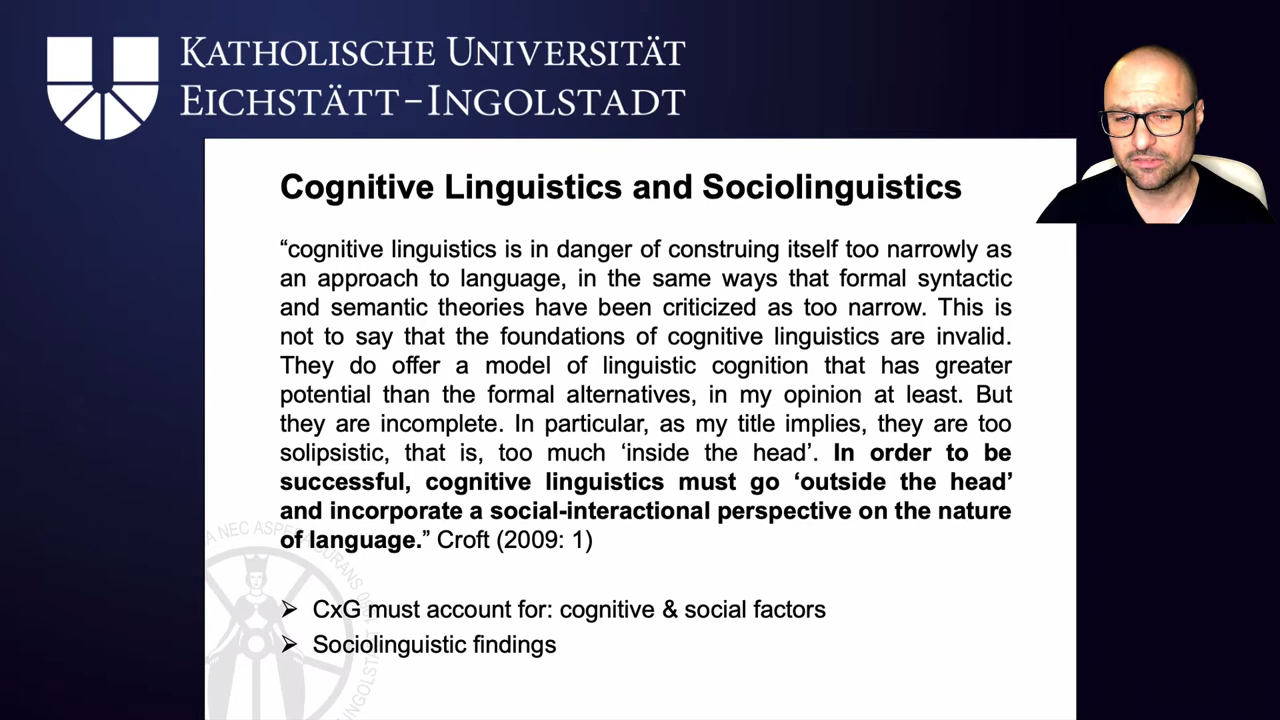 KATHOLISCHE UNIVERSITÄT
EICHSTÄTT-INGOLSTADT
Cognitive Linguistics and Sociolinguistics
“cognitive linguistics is in danger of construing itself too narrowly as
an approach to language, in the same ways that formal syntactic
and semantic theories have been criticized as too narrow. This is
not to say that the foundations of cognitive linguistics are invalid.
They do offer a model of linguistic cognition that has greater
potential than the formal alternatives, in my opinion at least. But
they are incomplete. In particular, as my title implies, they are too
solipsistic, that is, too much ‘inside the head’. In order to be
successful, cognitive linguistics must go ‘outside the head’
and incorporate a social-interactional perspective on the nature
of language.” Croft (2009: 1)
➢ CxG must account for: cognitive & social factors
➢ Sociolinguistic findings